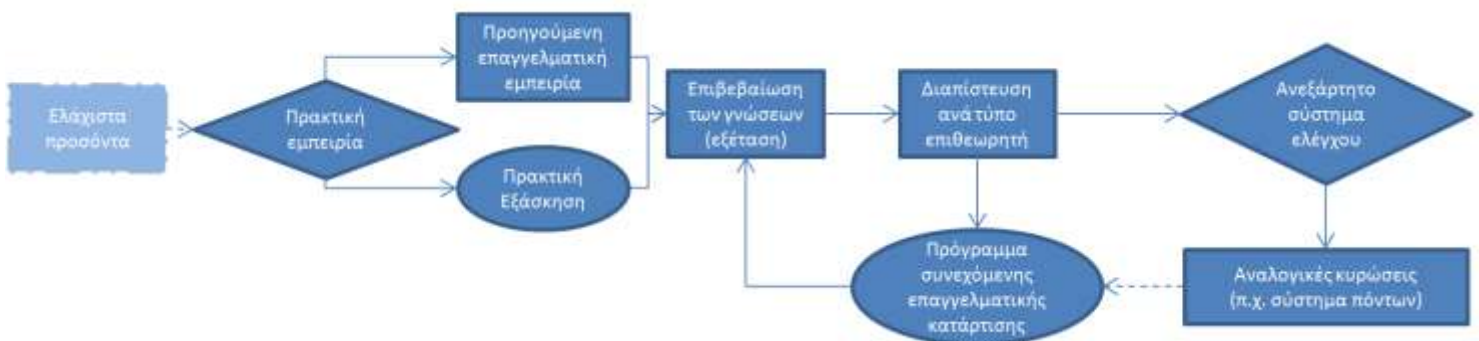 Ελάχιστα
προσόντα
Πρακτική
εμπειρία
Προηγούμενη
επαγγελματική
εμπειρία
Πρακτική
Εξάσκηση
Επιβεβαίωση
των γνώσεων
(εξέταση)
Διαπίστευση
ανά τύπο
επιθεωρητή
Πρόγραμμα
συνεχόμενης
επαγγελματικής
κατάρτισης
Ανεξάρτητο
σύστημα
ελέγχου
Αναλογικές κυρώσεις
(π.χ. σύστημα πόντων)